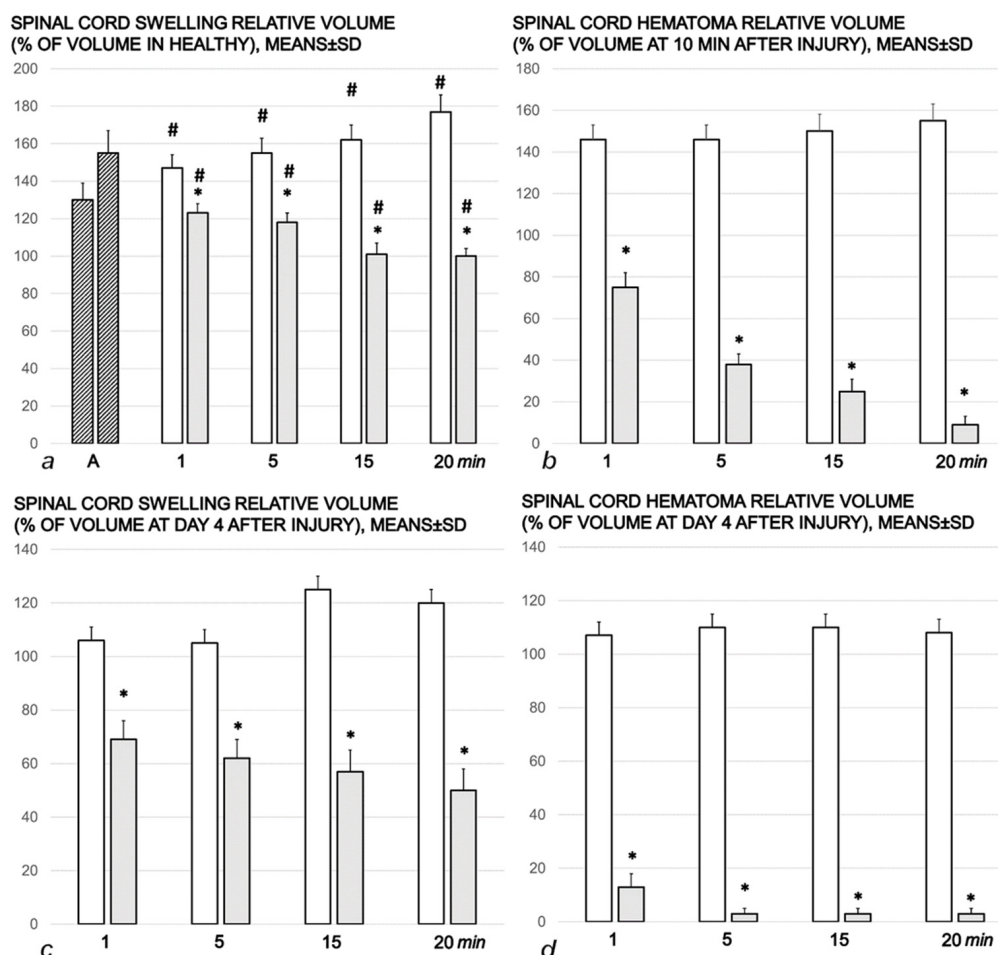 SPINAL CORD SWELLING RELATIVE VOLUME
(% OF VOLUME IN HEALTHY), MEANS±SD
200
180
160
140
120
100
80
60
40
20
0
# # # #
# # # #
* * * *
a A 1 5 15 20 min
SPINAL CORD HEMATOMA RELATIVE VOLUME
(% OF VOLUME AT 10 MIN AFTER INJURY), MEANS±SD
180
160
140
120
100
80
60
40
20
0
* * * *
b 1 5 15 20 min
SPINAL CORD SWELLING RELATIVE VOLUME
(% OF VOLUME AT DAY 4 AFTER INJURY), MEANS±SD
140
120
100
80
60
40
20
0
* * * *
c 1 5 15 20 min
SPINAL CORD HEMATOMA RELATIVE VOLUME
(% OF VOLUME AT DAY 4 AFTER INJURY), MEANS±SD
140
120
100
80
60
40
20
0
* * * *
d 1 5 15 20 min